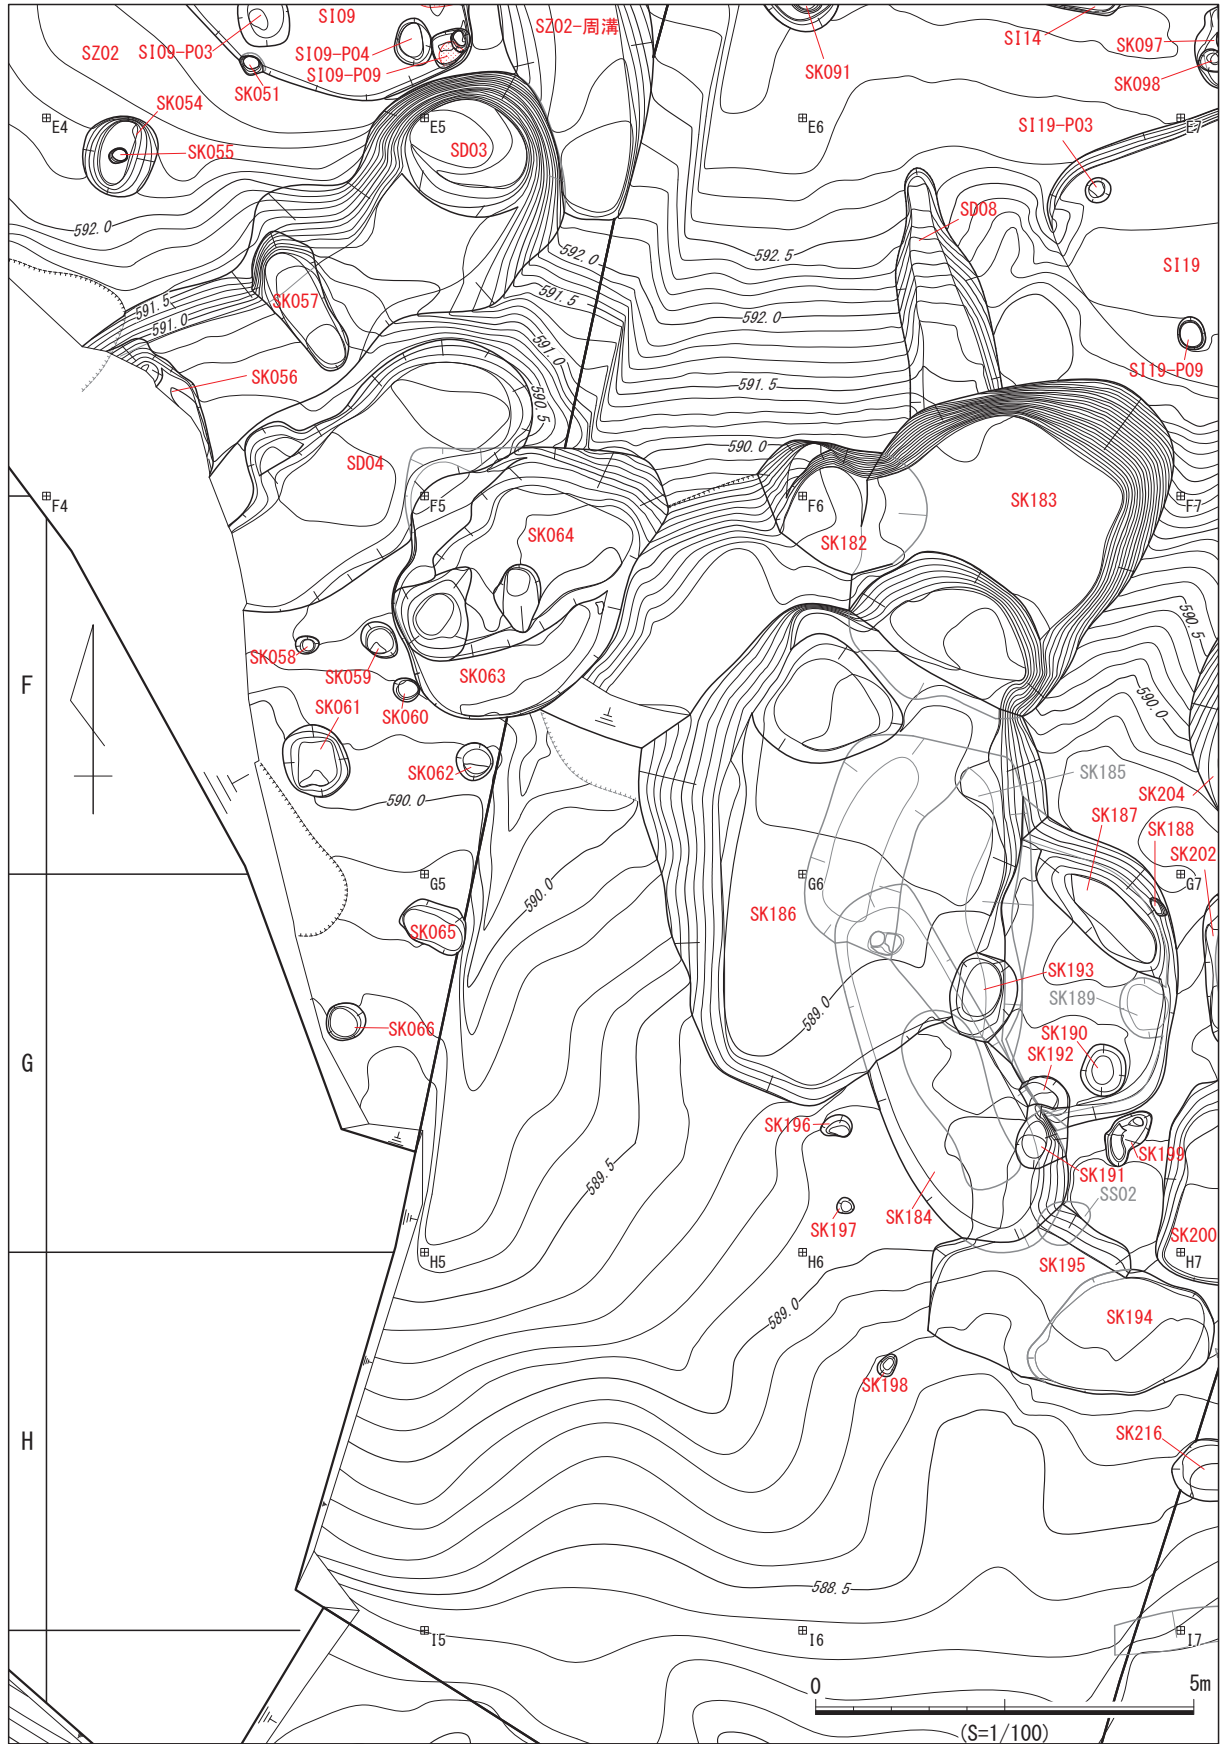 SI09
SZ02-周溝
SI14
SK097
SZ02
SI09-P03
SI09-P04
SI09-P09
SK091
SK098
SK051
SK054
E4
E5
E6
E7
SK055
SD03
SI19-P03
SD08
592.0
592.0
592.5
SI19
SK057
591.5
591.5
591.0
592.0
591.0
SI19-P09
SK056
591.5
590.5
590.0
SD04
F4
F5
F6
F7
SK183
SK064
SK182
590.5
SK058
SK059
SK063
F
SK060
SK061
590.0
SK062
SK185
SK204
590.0
SK187
SK188
SK202
G5
G6
G7
590.0
SK065
SK186
SK193
SK189
589.0
SK066
SK190
SK192
G
SK196
SK199
589.5
SK191
SS02
SK184
SK197
SK200
H5
H6
H7
SK195
589.0
SK194
SK198
H
SK216
588.5
I5
I6
I7
0
5m
(S=1/100)